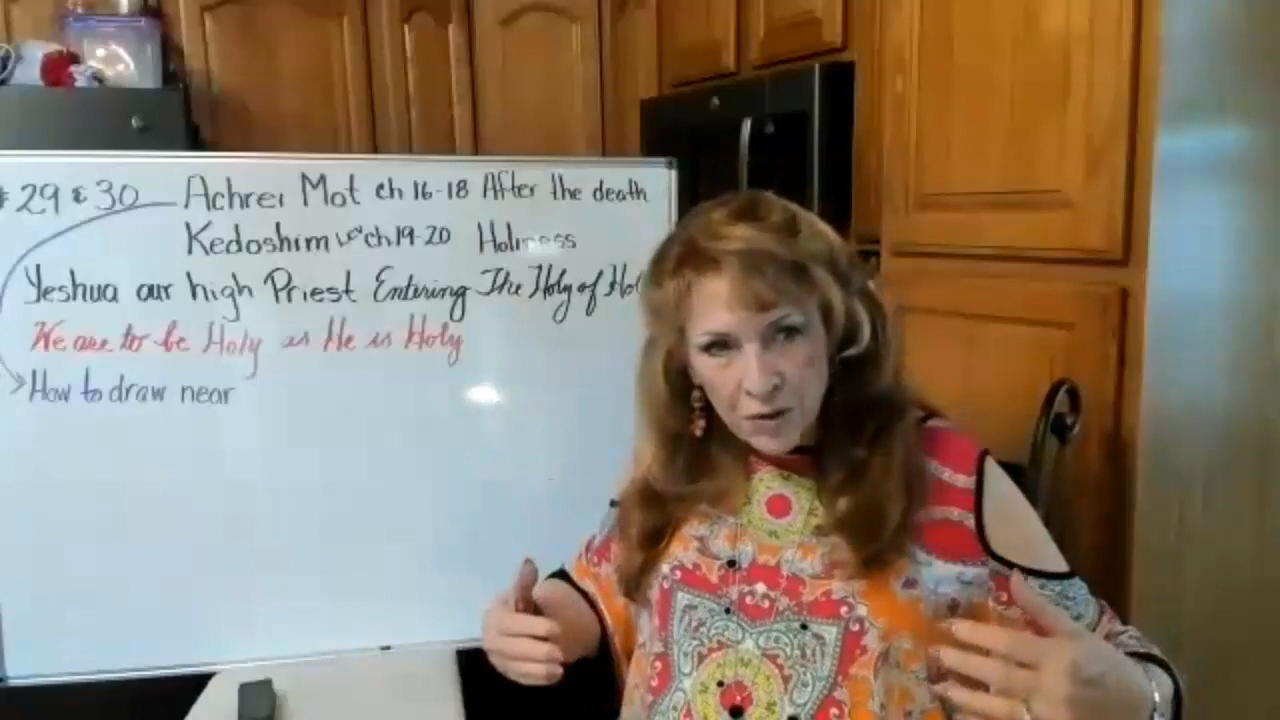 29 & 30 Achrei Mot ch 16-18 After the death
Kedoshim ch 19-20 Holiness
Yeshua our high Priest Entering The Holy of Hol
We are to be Holy as He is Holy
How to draw near